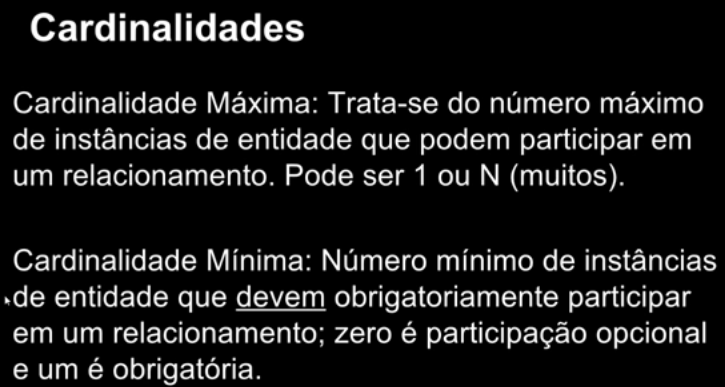 Cardinalidades
Cardinalidade Máxima: Trata-se do número máximo
de instâncias de entidade que podem participar em
um relacionamento. Pode ser 1 ou N (muitos).
Cardinalidade Mínima: Número mínimo de instâncias
de entidade que devem obrigatoriamente participar
em um relacionamento; zero é participação opcional
e um é obrigatória.